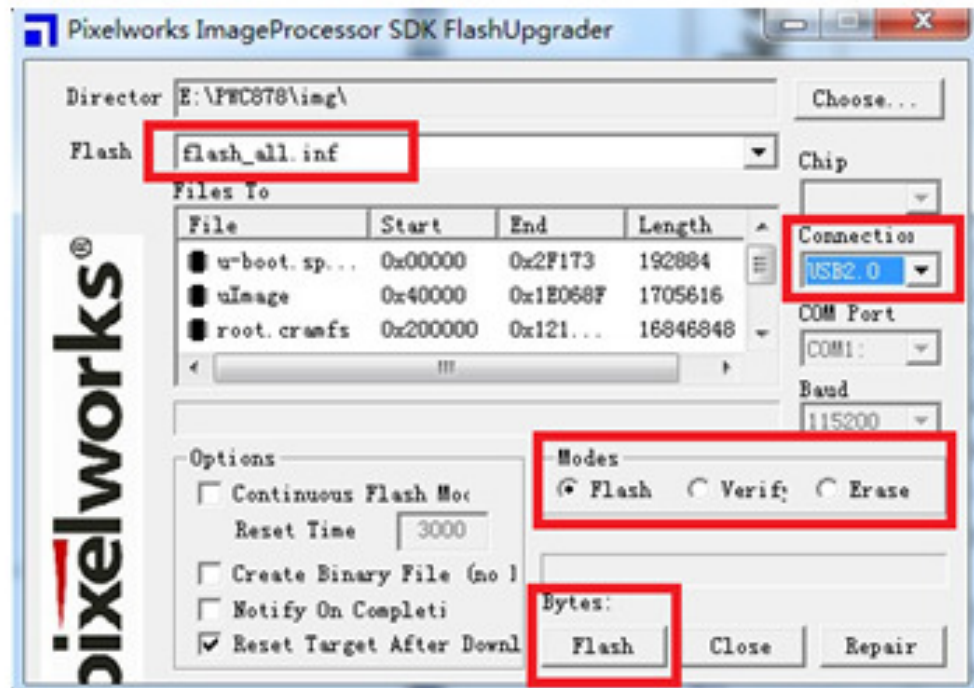 Pixelworks ImageProcessor SDK FlashUpgrader
Director E:\PWC878\img\ Choose...
Flash flash_all.inf
Chip
Files To
File Start End Length
Connection
u-boot.sp... 0x00000 0x2F173 192884
USB2.0
uImage 0x40000 0x1E068F 1705616
COM Port
root.cramfs 0x200000 0x121... 16846848
COM1:
Baud
115200
Options
Modes
Continuous Flash Mod
Flash Verify Erase
Reset Time 3000
Create Binary File (no l
Notify On Completi
Bytes:
Reset Target After Downl
Flash Close Repair
pixelworks®